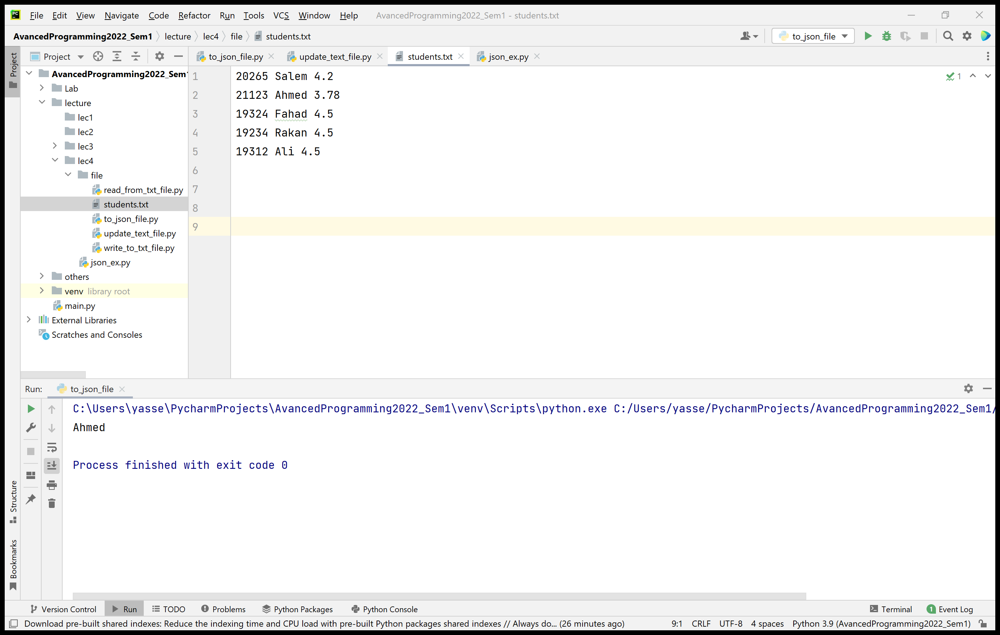 PC File Edit View Navigate Code Refactor Run Tools VCS Window Help AvancedProgramming2022_Sem1 - students.txt
AvancedProgramming2022_Sem1 lecture lec4 file students.txt to_json_file
Project
Project to_json_file.py update_text_file.py students.txt json_ex.py
AvancedProgramming2022_Sem1
Lab
lecture
lec1
lec2
lec3
lec4
file
read_from_txt_file.py
students.txt
to_json_file.py
update_text_file.py
write_to_txt_file.py
json_ex.py
others
venv library root
main.py
External Libraries
Scratches and Consoles
1 20265 Salem 4.2
2 21123 Ahmed 3.78
3 19324 Fahad 4.5
4 19234 Rakan 4.5
5 19312 Ali 4.5
6
7
8
9
1
Run: to_json_file
C:\Users\yasse\PycharmProjects\AvancedProgramming2022_Sem1\venv\Scripts\python.exe C:/Users/yasse/PycharmProjects/AvancedProgramming2022_Sem1/
Ahmed
Process finished with exit code 0
Structure
Bookmarks
Version Control Run TODO Problems Python Packages Python Console Terminal 1 Event Log
Download pre-built shared indexes: Reduce the indexing time and CPU load with pre-built Python packages shared indexes // Always do... (26 minutes ago) 9:1 CRLF UTF-8 4 spaces Python 3.9 (AvancedProgramming2022_Sem1)